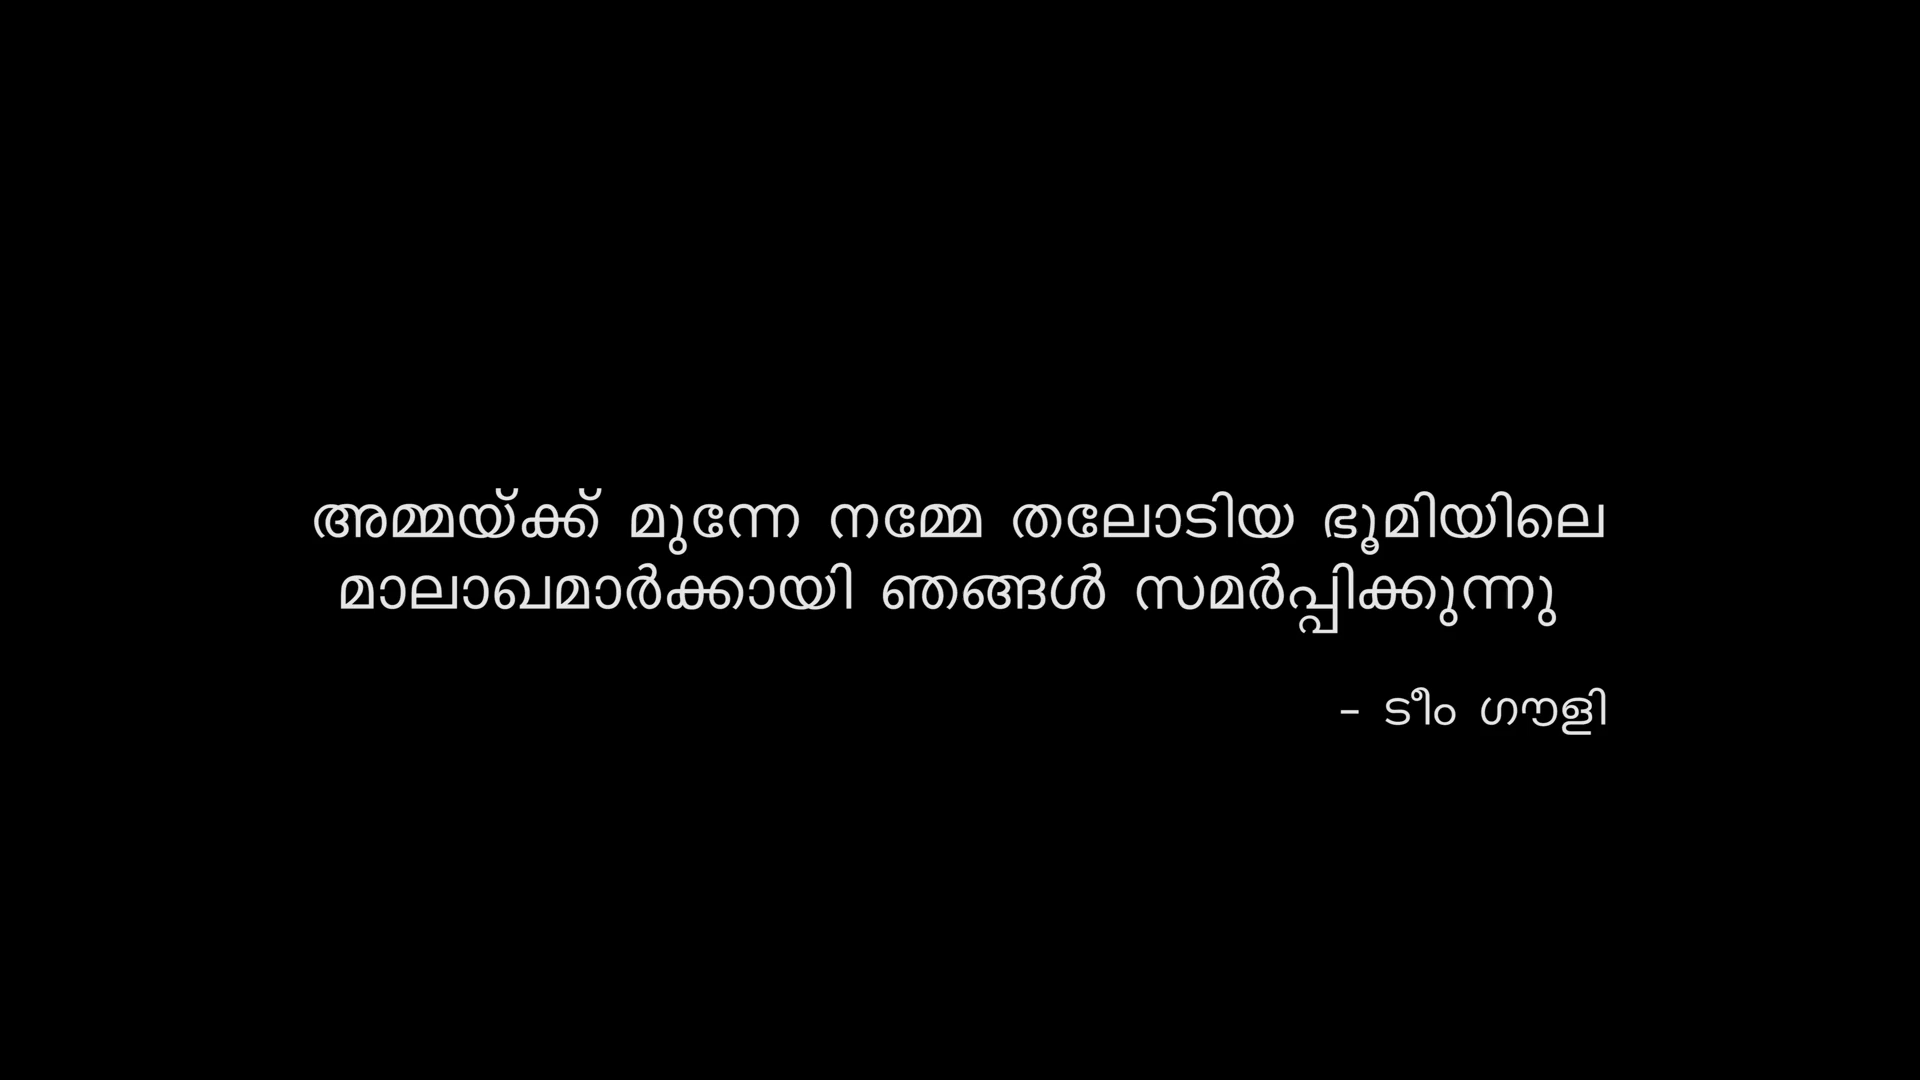 അമ്മയ്ക്ക് മുന്നേ നമ്മേ തലോടിയ ഭൂമിയിലെ
മാലാഖമാർക്കായി ഞങ്ങൾ സമർപ്പിക്കുന്നു
- ടീം ഗൗളി